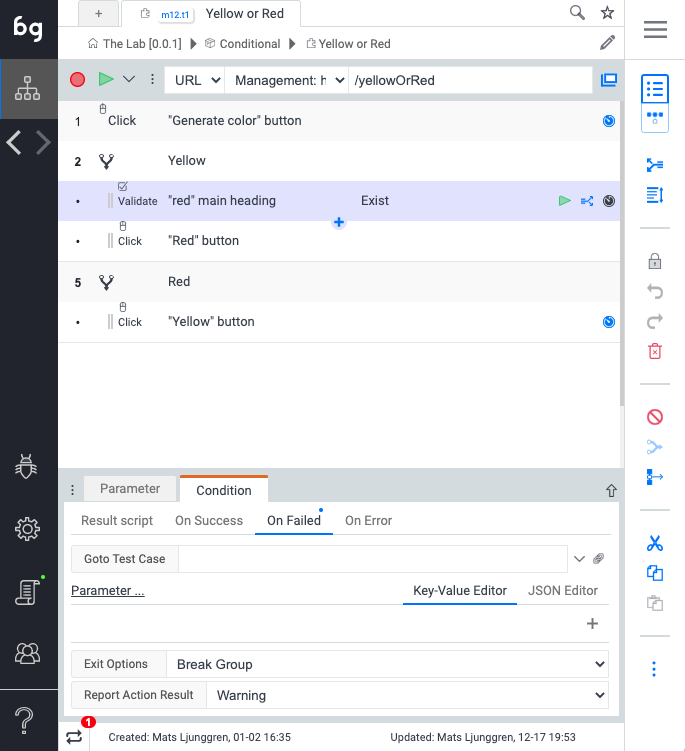 bg
+
m12.t1
Yellow or Red
The Lab [0.0.1]
Conditional
Yellow or Red
URL
Management: h
/yellowOrRed
1 Click "Generate color" button
2 Yellow
Validate "red" main heading Exist
Click "Red" button
5 Red
Click "Yellow" button
Parameter
Condition
Result script
On Success
On Failed
On Error
Goto Test Case
Parameter ...
Key-Value Editor
JSON Editor
+
Exit Options
Break Group
Report Action Result
Warning
1
Created: Mats Ljunggren, 01-02 16:35
Updated: Mats Ljunggren, 12-17 19:53